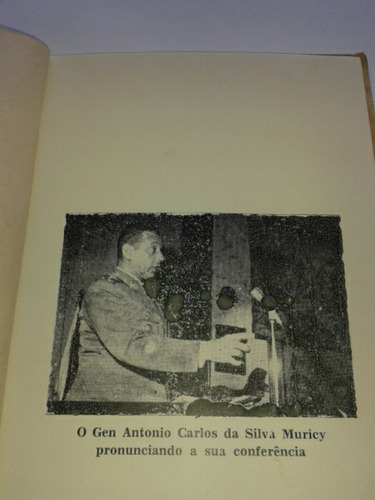 O Gen Antonio Carlos da Silva Muricy
pronunciando a sua conferência